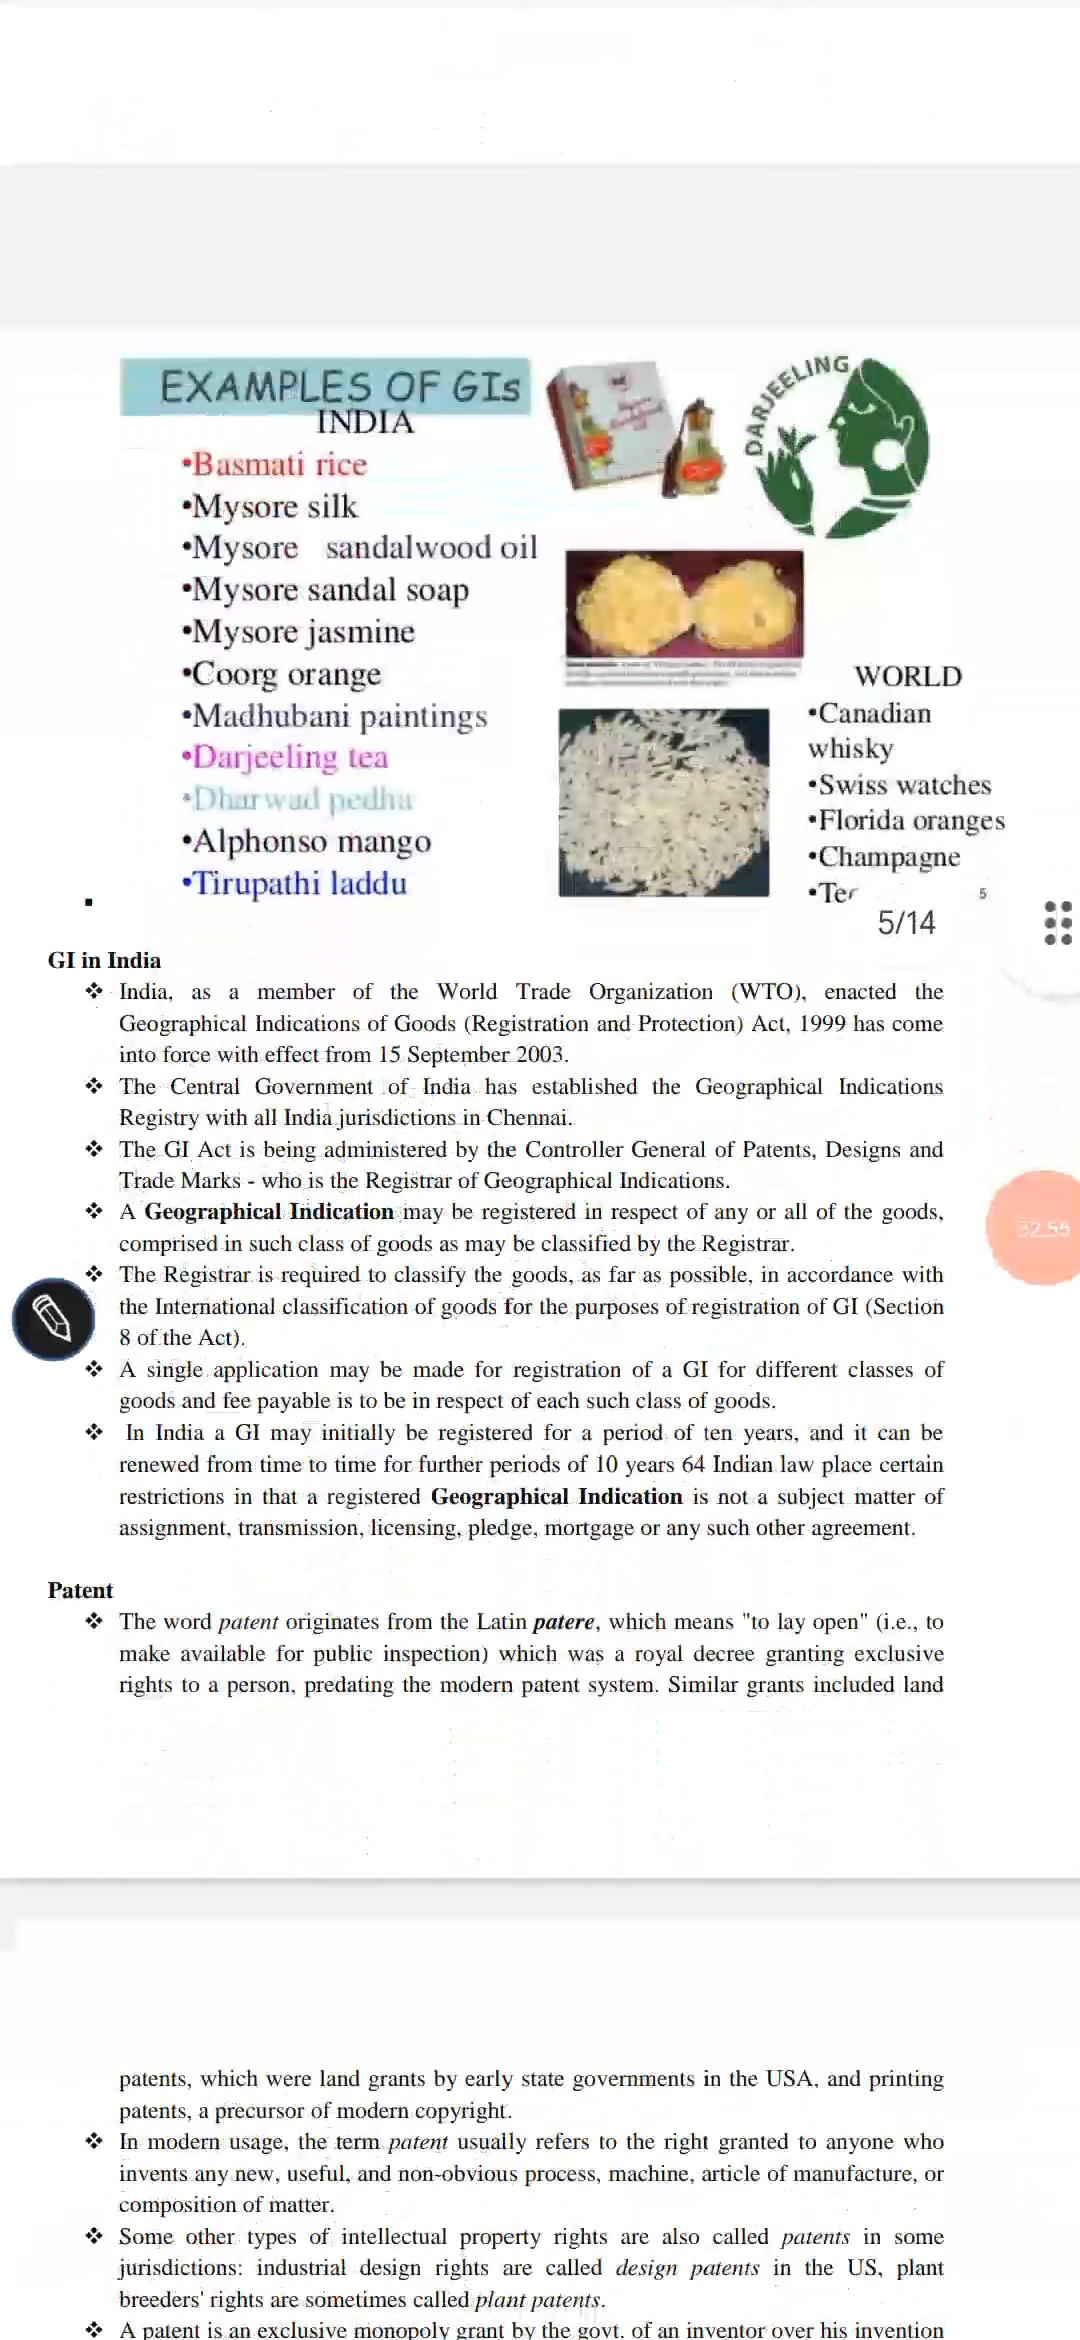 EXAMPLES OF GIs
INDIA
•Basmati rice
•Mysore silk
•Mysore sandalwood oil
•Mysore sandal soap
•Mysore jasmine
•Coorg orange
•Madhubani paintings
•Darjeeling tea
•Dharwad pedha
•Alphonso mango
•Tirupathi laddu
DARJEELING
WORLD
•Canadian
whisky
•Swiss watches
•Florida oranges
•Champagne
5
5/14
GI in India
❖ India, as a member of the World Trade Organization (WTO), enacted the
Geographical Indications of Goods (Registration and Protection) Act, 1999 has come
into force with effect from 15 September 2003.
❖ The Central Government of India has established the Geographical Indications
Registry with all India jurisdictions in Chennai.
❖ The GI Act is being administered by the Controller General of Patents, Designs and
Trade Marks - who is the Registrar of Geographical Indications.
❖ A Geographical Indication may be registered in respect of any or all of the goods,
comprised in such class of goods as may be classified by the Registrar.
❖ The Registrar is required to classify the goods, as far as possible, in accordance with
the International classification of goods for the purposes of registration of GI (Section
8 of the Act).
❖ A single application may be made for registration of a GI for different classes of
goods and fee payable is to be in respect of each such class of goods.
❖ In India a GI may initially be registered for a period of ten years, and it can be
renewed from time to time for further periods of 10 years 64 Indian law place certain
restrictions in that a registered Geographical Indication is not a subject matter of
assignment, transmission, licensing, pledge, mortgage or any such other agreement.
Patent
❖ The word patent originates from the Latin patere, which means "to lay open" (i.e., to
make available for public inspection) which was a royal decree granting exclusive
rights to a person, predating the modern patent system. Similar grants included land
patents, which were land grants by early state governments in the USA, and printing
patents, a precursor of modern copyright.
❖ In modern usage, the term patent usually refers to the right granted to anyone who
invents any new, useful, and non-obvious process, machine, article of manufacture, or
composition of matter.
❖ Some other types of intellectual property rights are also called patents in some
jurisdictions: industrial design rights are called design patents in the US, plant
breeders' rights are sometimes called plant patents.
❖ A patent is an exclusive monopoly grant by the govt. of an inventor over his invention